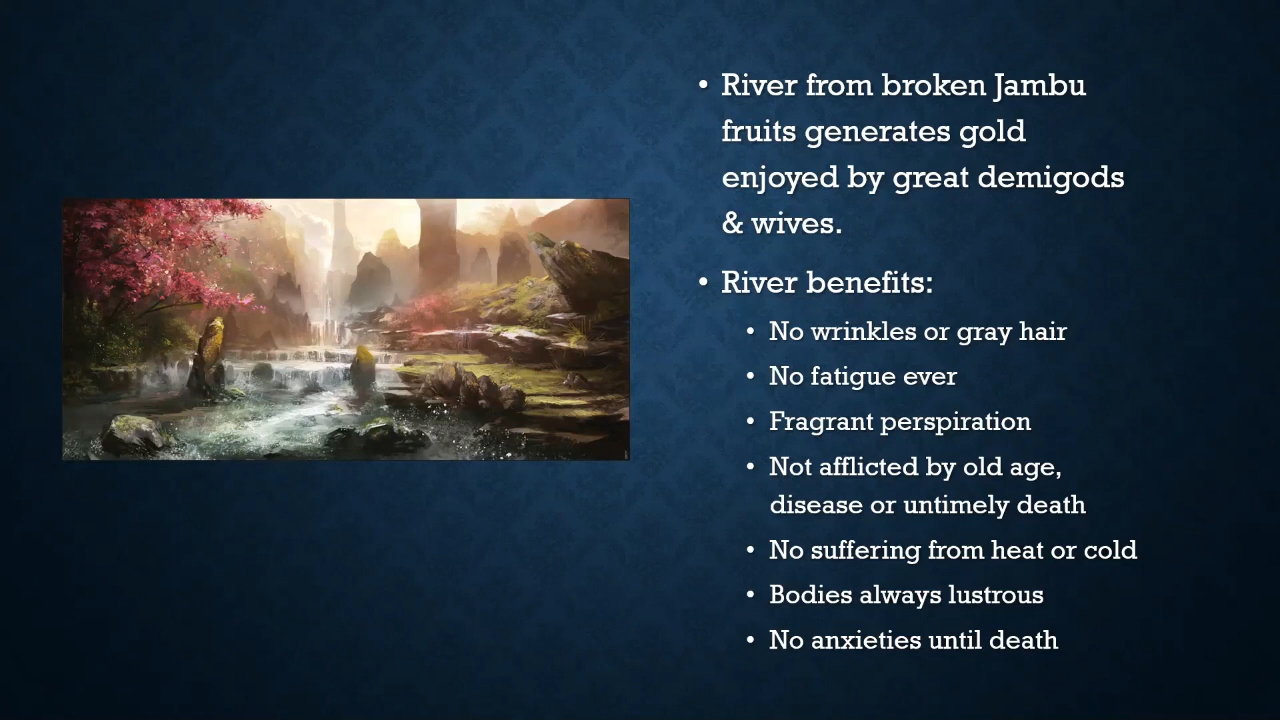 • River from broken Jambu
fruits generates gold
enjoyed by great demigods
& wives.
• River benefits:
• No wrinkles or gray hair
• No fatigue ever
• Fragrant perspiration
• Not afflicted by old age,
disease or untimely death
• No suffering from heat or cold
• Bodies always lustrous
• No anxieties until death